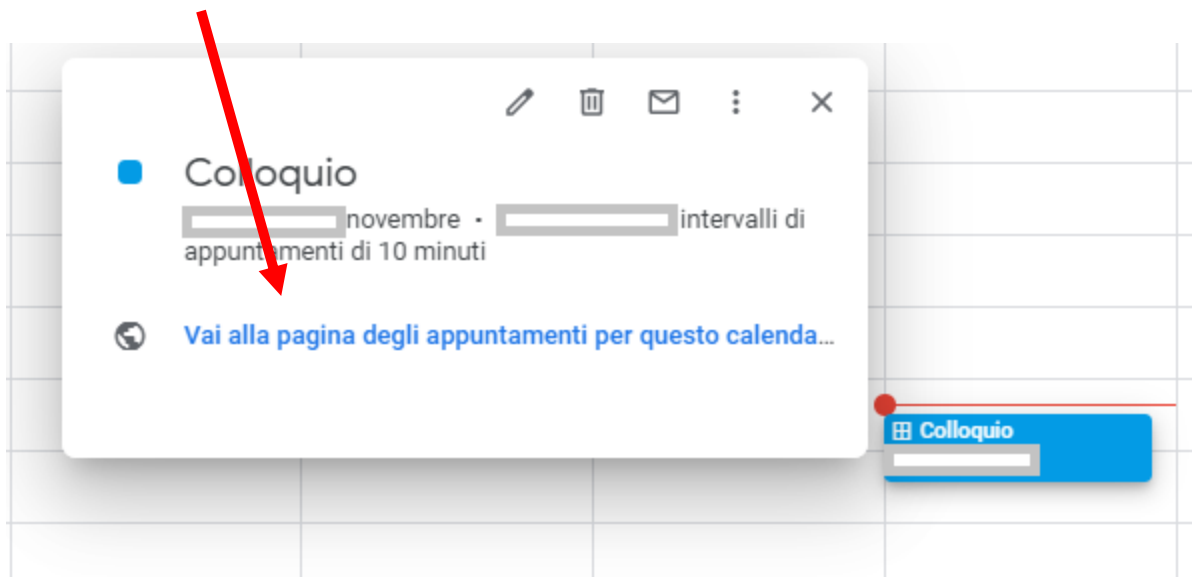 Colloquio
novembre · intervalli di
appuntamenti di 10 minuti
Vai alla pagina degli appuntamenti per questo calenda...
Colloquio